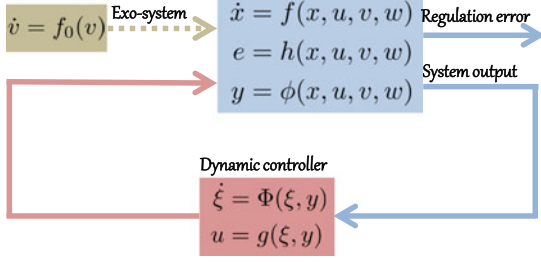 v̇ = f₀(v)
Exo-system
ẋ = f(x, u, v, w)
e = h(x, u, v, w)
y = ϕ(x, u, v, w)
Regulation error
System output
Dynamic controller
ξ̇ = Φ(ξ, y)
u = g(ξ, y)